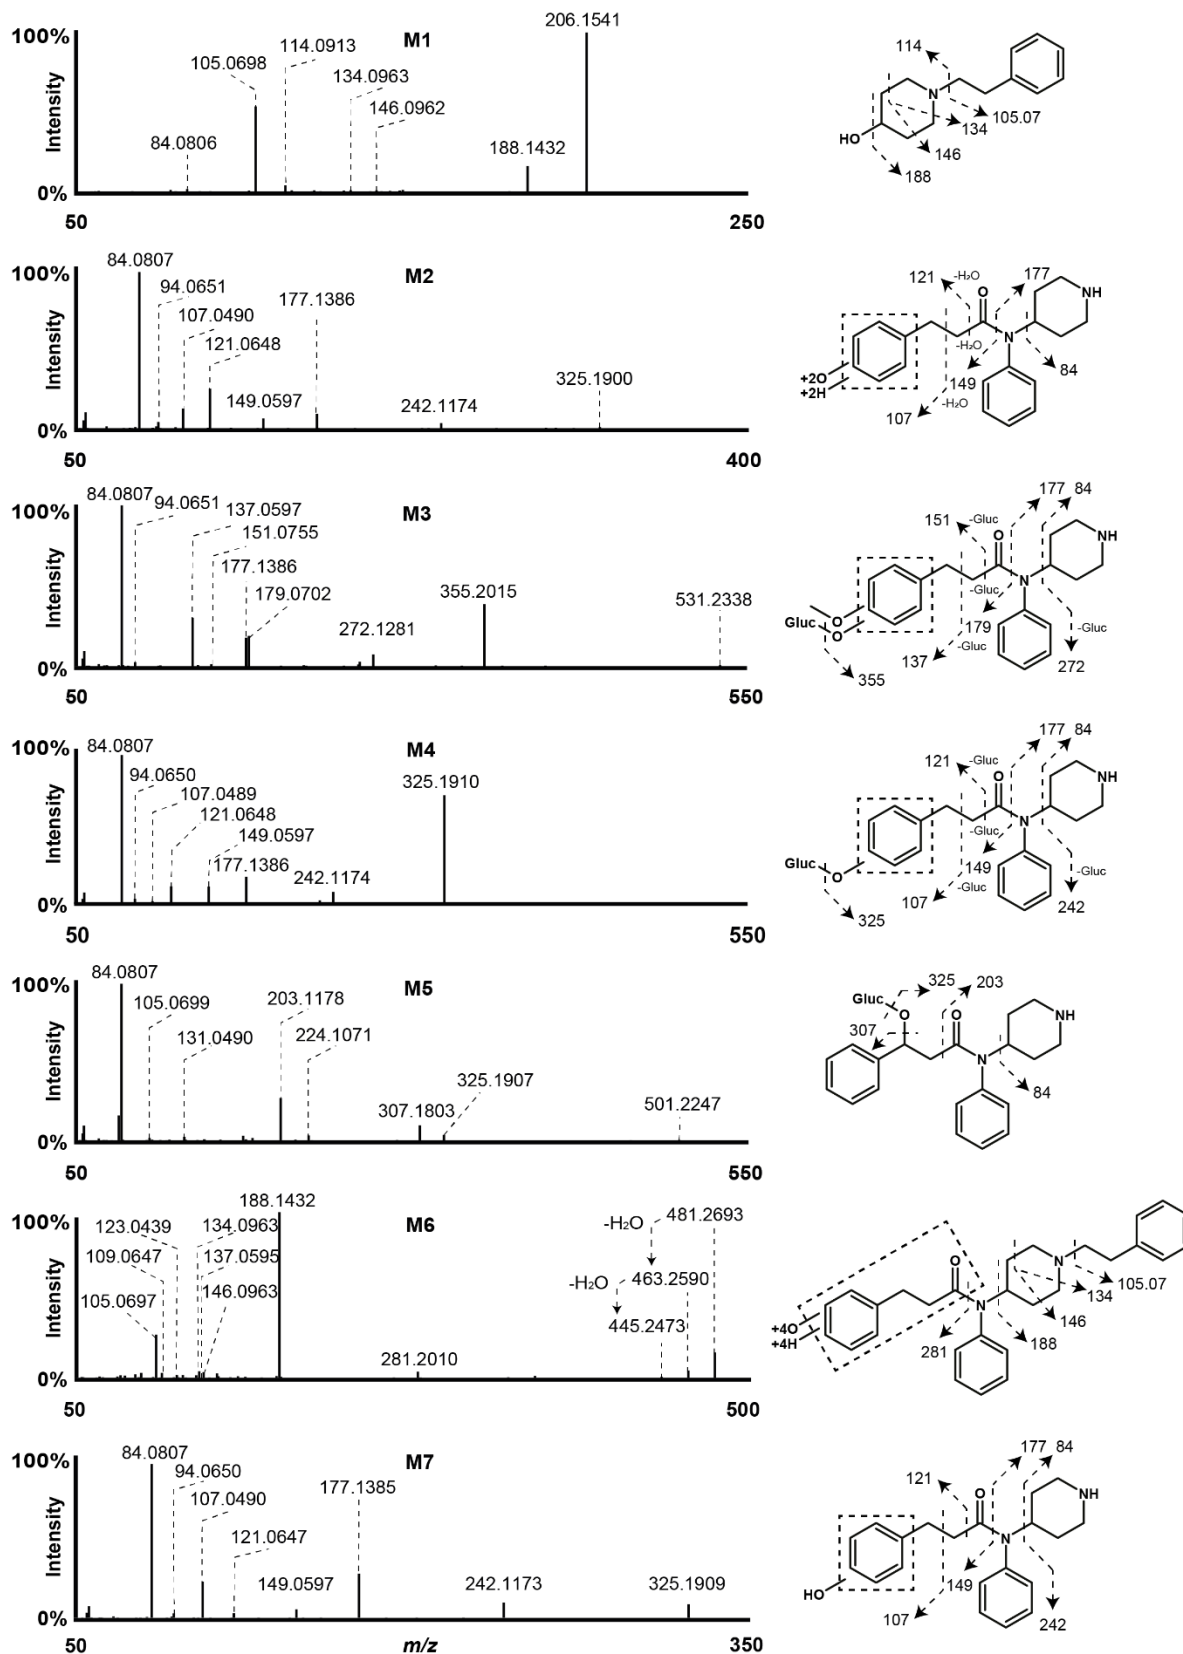 100%
Intensity
0%
50
250
M1
84.0806
105.0698
114.0913
134.0963
146.0962
188.1432
206.1541
114
N
105.07
134
146
HO
188
100%
Intensity
0%
50
400
M2
84.0807
94.0651
107.0490
121.0648
149.0597
177.1386
242.1174
325.1900
121
-H₂O
177
O
NH
-H₂O
N
84
149
+2O
+2H
-H₂O
107
100%
Intensity
0%
50
550
M3
84.0807
94.0651
137.0597
151.0755
177.1386
179.0702
272.1281
355.2015
531.2338
177 84
151
-Gluc
O
NH
-Gluc
N
O
Gluc
O
179
-Gluc
137
-Gluc
272
355
100%
Intensity
0%
50
550
M4
84.0807
94.0650
107.0489
121.0648
149.0597
177.1386
242.1174
325.1910
177 84
121
-Gluc
O
NH
-Gluc
N
Gluc
O
149
-Gluc
107
-Gluc
242
325
100%
Intensity
0%
50
550
M5
84.0807
105.0699
131.0490
203.1178
224.1071
307.1803
325.1907
501.2247
325
203
Gluc
O
O
NH
307
N
84
100%
Intensity
0%
50
500
M6
188.1432
123.0439
134.0963
109.0647
137.0595
105.0697
146.0963
281.2010
-H₂O
481.2693
-H₂O
463.2590
445.2473
O
N
105.07
134
146
N
+4O
+4H
281
188
100%
Intensity
0%
50
m/z
350
M7
84.0807
94.0650
107.0490
121.0647
149.0597
177.1385
242.1173
325.1909
177 84
121
O
NH
N
HO
149
107
242